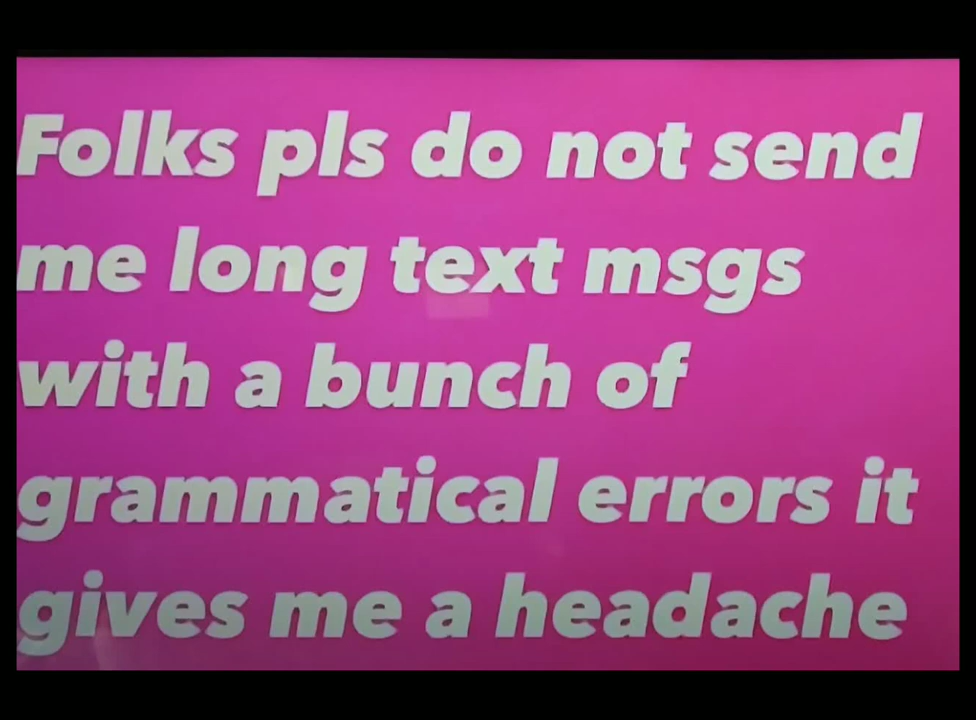 Folks pls do not send
me long text msgs
with a bunch of
grammatical errors it
gives me a headache